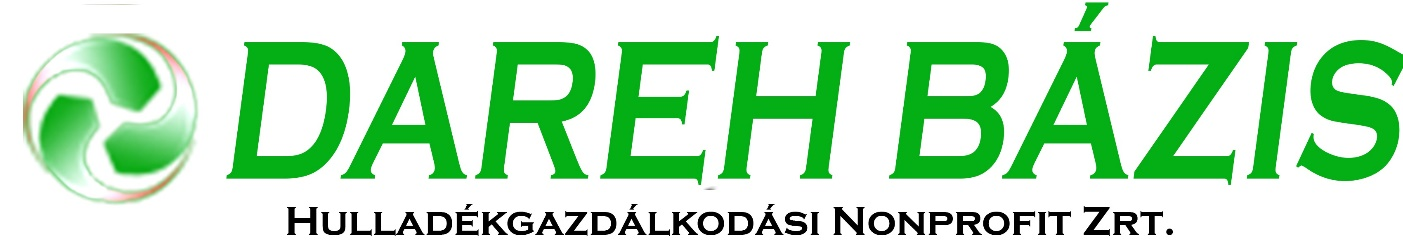 DAREH BÁZIS
HULLADÉKGAZDÁLKODÁSI NONPROFIT ZRT.